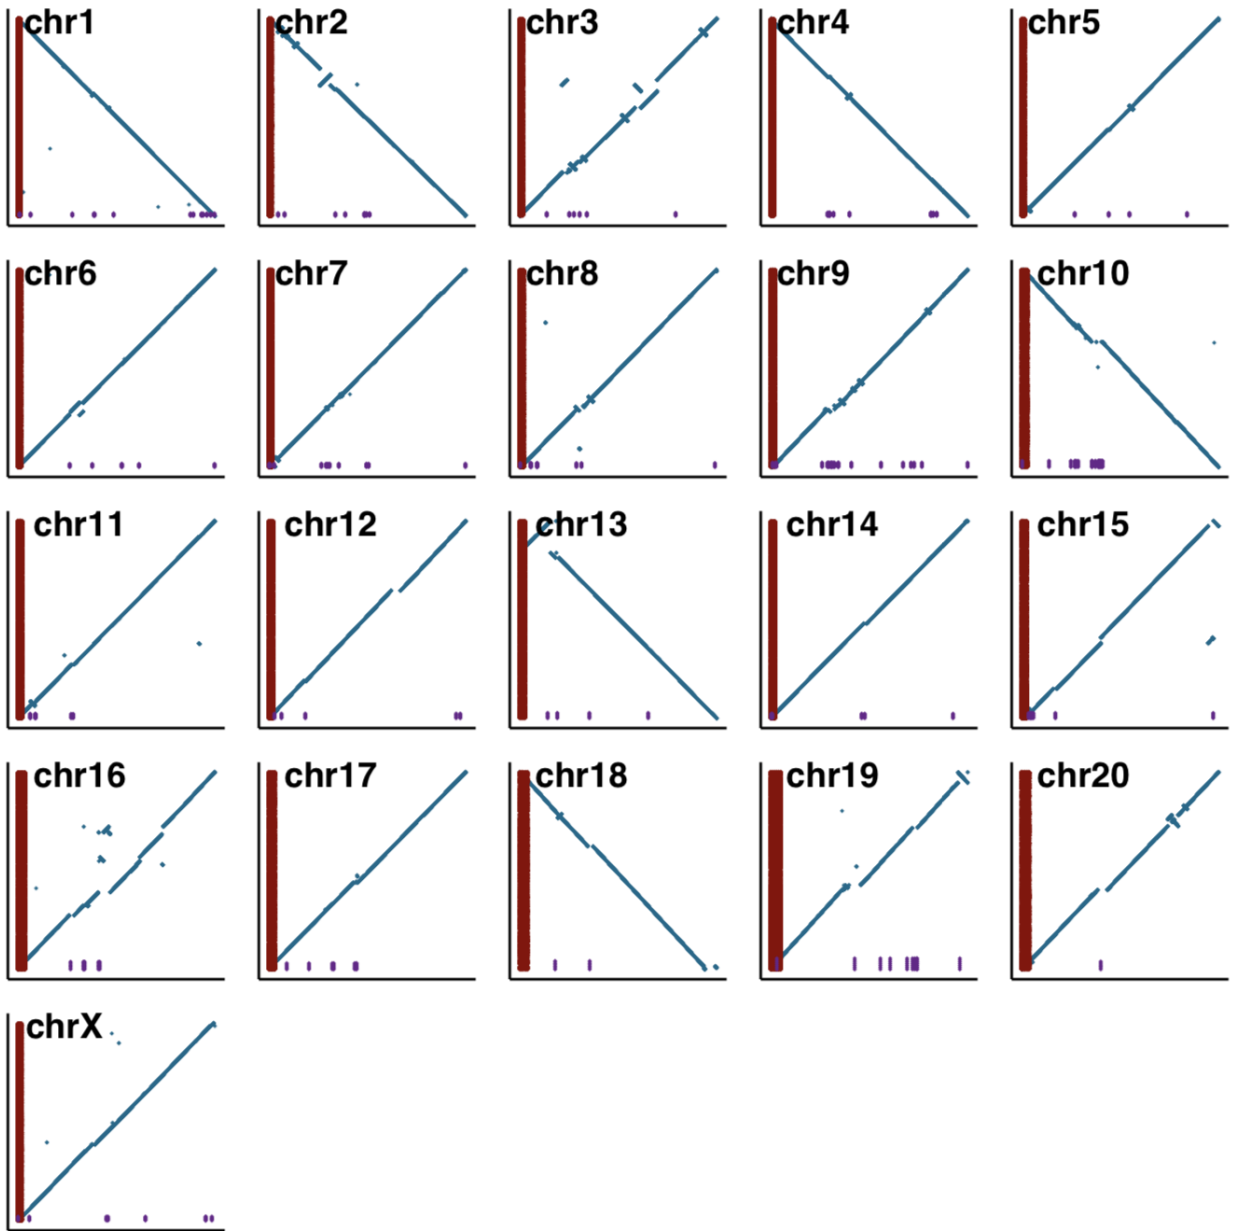 chr1 chr2 chr3 chr4 chr5
chr6 chr7 chr8 chr9 chr10
chr11 chr12 chr13 chr14 chr15
chr16 chr17 chr18 chr19 chr20
chrX